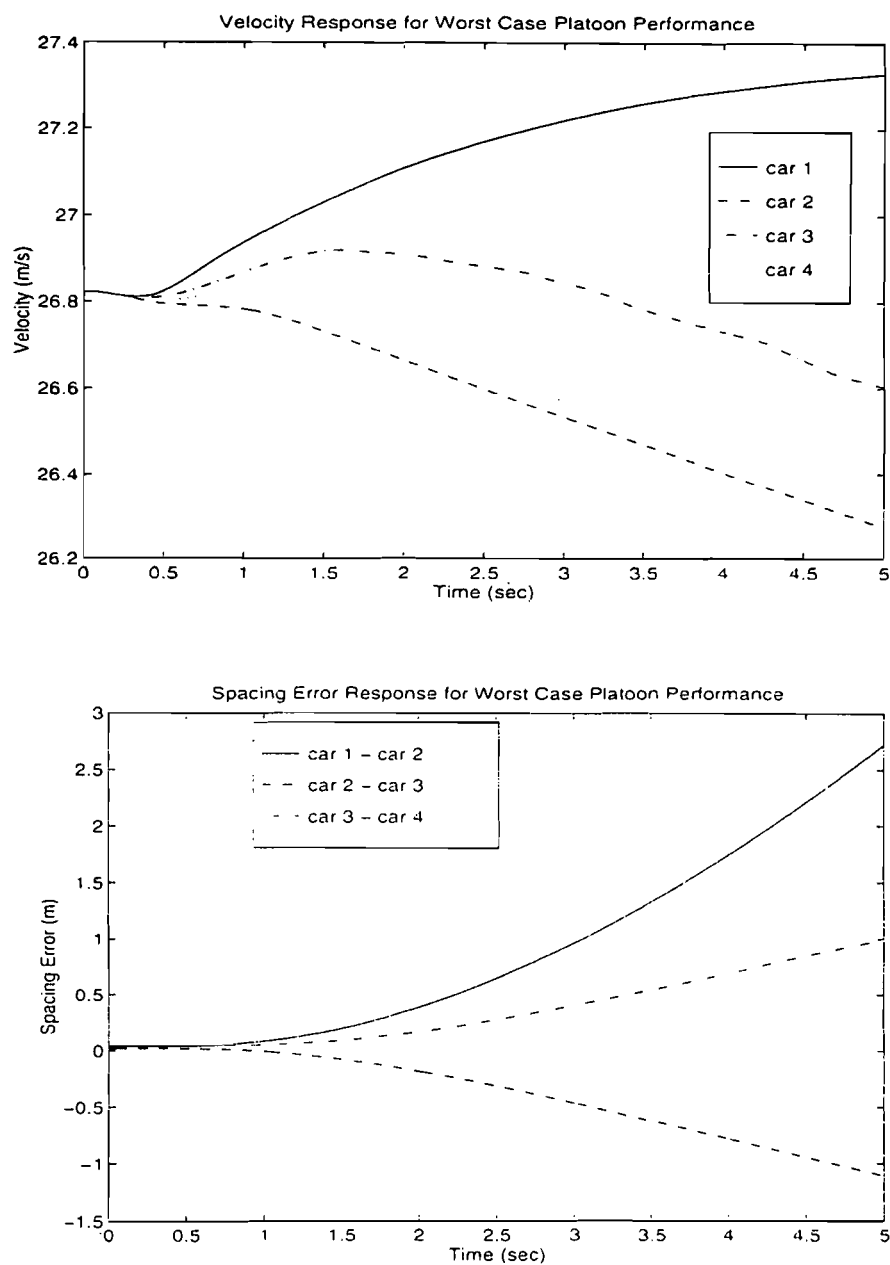 Velocity Response for Worst Case Platoon Performance
27.4
27.2
27
26.8
26.6
26.4
26.2
Velocity (m/s)
car 1
car 2
car 3
car 4
0
0.5
1
1.5
2
2.5
3
3.5
4
4.5
5
Time (sec)
Spacing Error Response for Worst Case Platoon Performance
3
2.5
2
1
0.5
0
−0.5
−1
−1.5
Spacing Error (m)
car 1 – car 2
car 2 – car 3
car 3 – car 4
0
0.5
1
1.5
2
2.5
3
3.5
4
4.5
5
Time (sec)